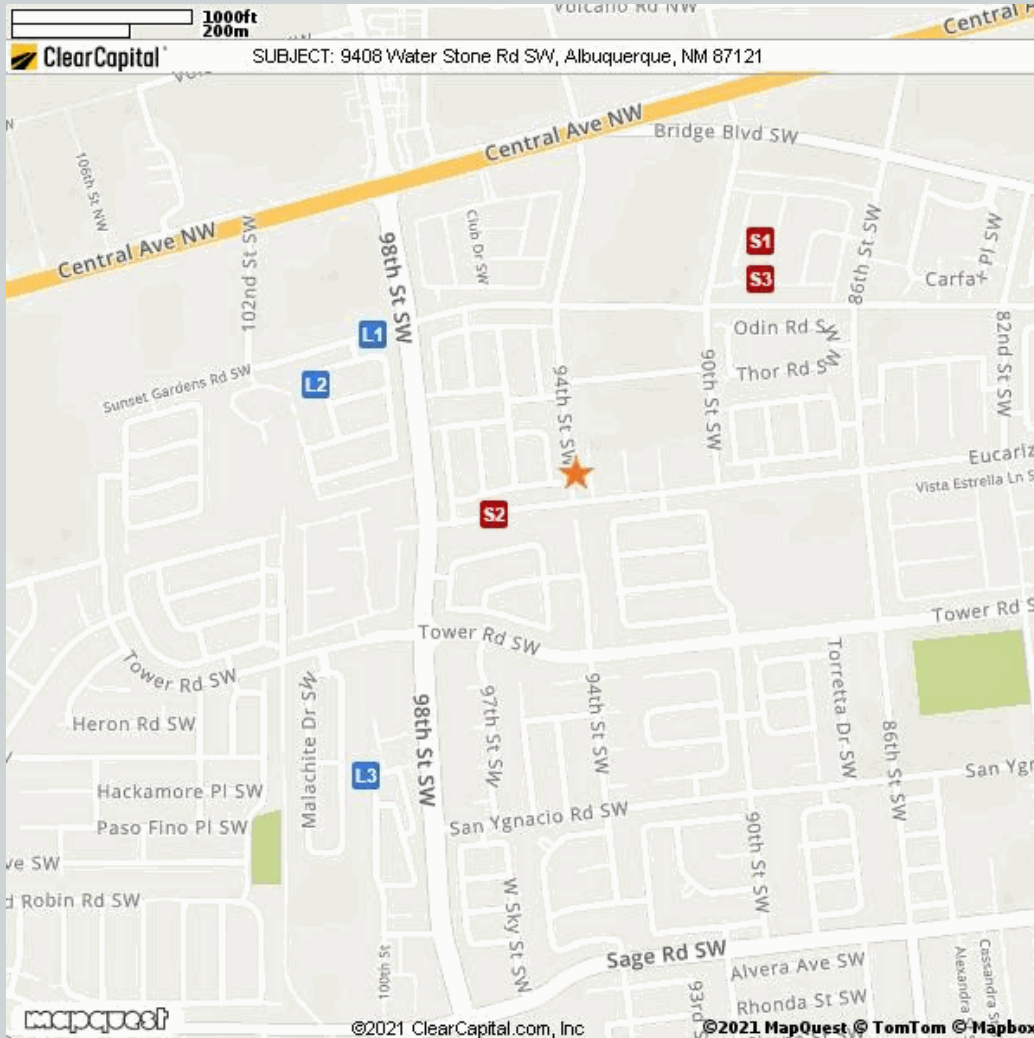 1000ft
200m
Volcano Rd NW
Central
ClearCapital
SUBJECT: 9408 Water Stone Rd SW, Albuquerque, NM 87121
Central Ave NW
Bridge Blvd SW
106th St NW
Central Ave NW
102nd St SW
98th St SW
Club Dr SW
S1
S3
86th St SW
Carfax Pl SW
Odin Rd S
82nd St SW
L1
L2
Sunset Gardens Rd SW
94th St SW
90th St SW
Thor Rd S
Eucariz
Vista Estrella Ln S
S2
Tower Rd SW
Tower Rd S
Tower Rd SW
Heron Rd SW
Malachite Dr SW
98th St SW
97th St SW
94th St SW
Torretta Dr SW
86th St SW
L3
Hackamore Pl SW
San Ygnacio Rd SW
San Ygn
Paso Fino Pl SW
ve SW
d Robin Rd SW
90th St SW
W Sky St SW
Sage Rd SW
100th St
Alvera Ave SW
Rhonda St SW
93rd
Alexandra S
Cassandra S
mapquest
©2021 ClearCapital.com, Inc
©2021 MapQuest © TomTom © Mapbox